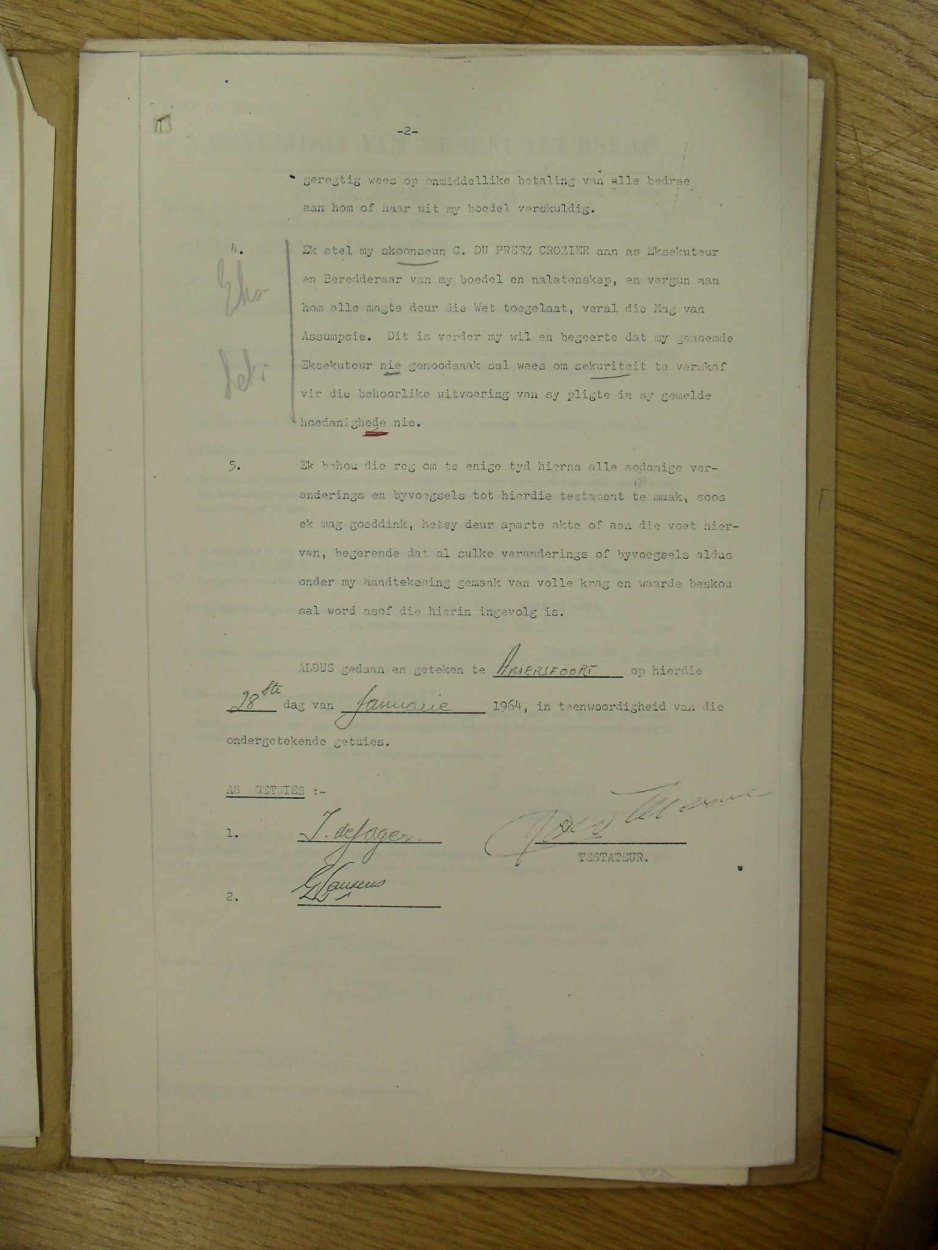 -2-
geregtig wees op onmiddellike betaling van alle bedrae
aan hom of haar uit my boedel verskuldig.
4. Ek stel my skoonseun C. DU PREEZ CROZIER aan as Eksekuteur
en Beredderaar van my boedel en nalatenskap, en vergun aan
hom alle magte deur die Wet toegelaat, veral die Mag van
Assumpsie. Dit is verder my wil en begeerte dat my genoemde
Eksekuteur nie genoodsaak sal wees om sekuriteit te verskaf
vir die behoorlike uitvoering van sy pligte in sy gemelde
hoedanighede nie.
5. Ek behou die reg om te enige tyd hierna alle sodanige ver-
anderings en byvoegsels tot hierdie testament te maak, soos
ek mag goeddink, hetsy deur aparte akte of aan die voet hier-
van, begerende dat al sulke veranderings of byvoegsels aldus
onder my handtekening gemaak van volle krag en waarde beskou
sal word asof die hierin ingevolg is.
ALDUS gedaan en geteken te AMERSFOORT op hierdie
28ste dag van Januarie 1964, in teenwoordigheid van die
ondergetekende getuies.
AS GETUIES :-
1. J. de Jager.
TESTATEUR.
2.